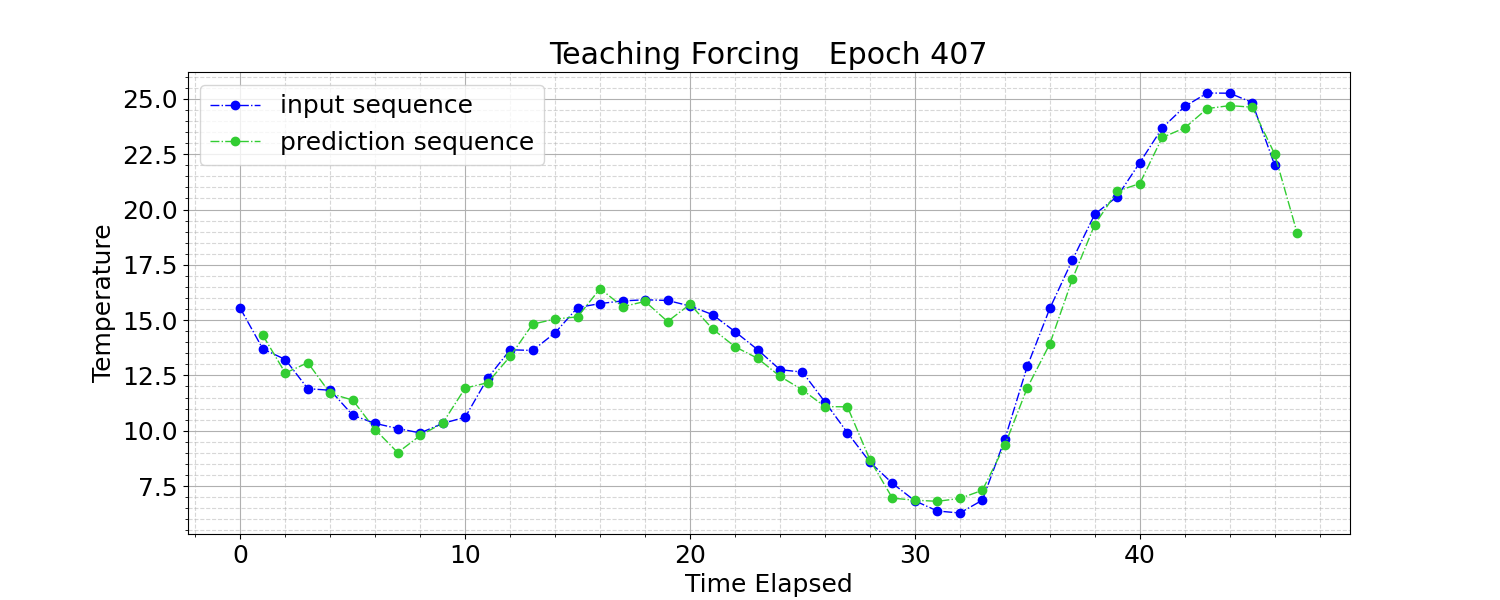 Teaching Forcing   Epoch 407
input sequence
prediction sequence
Temperature
25.0
22.5
20.0
17.5
15.0
12.5
10.0
7.5
0 10 20 30 40
Time Elapsed